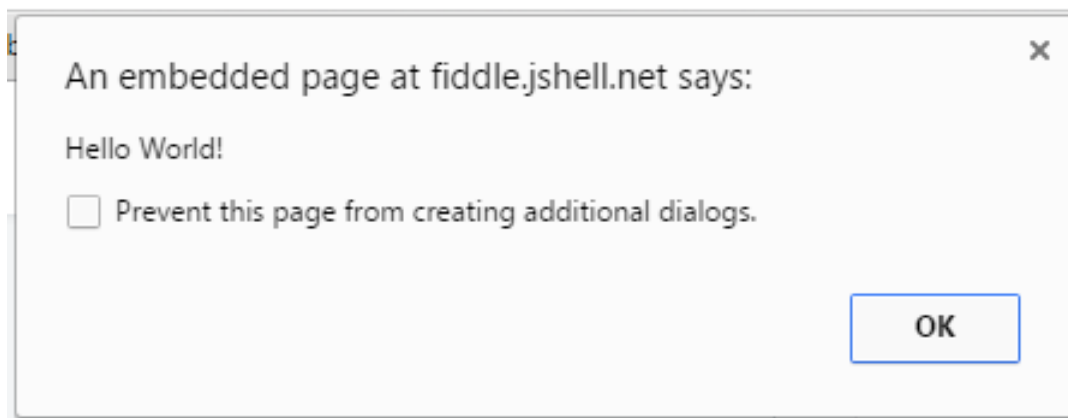 An embedded page at fiddle.jshell.net says:
Hello World!
Prevent this page from creating additional dialogs.
OK